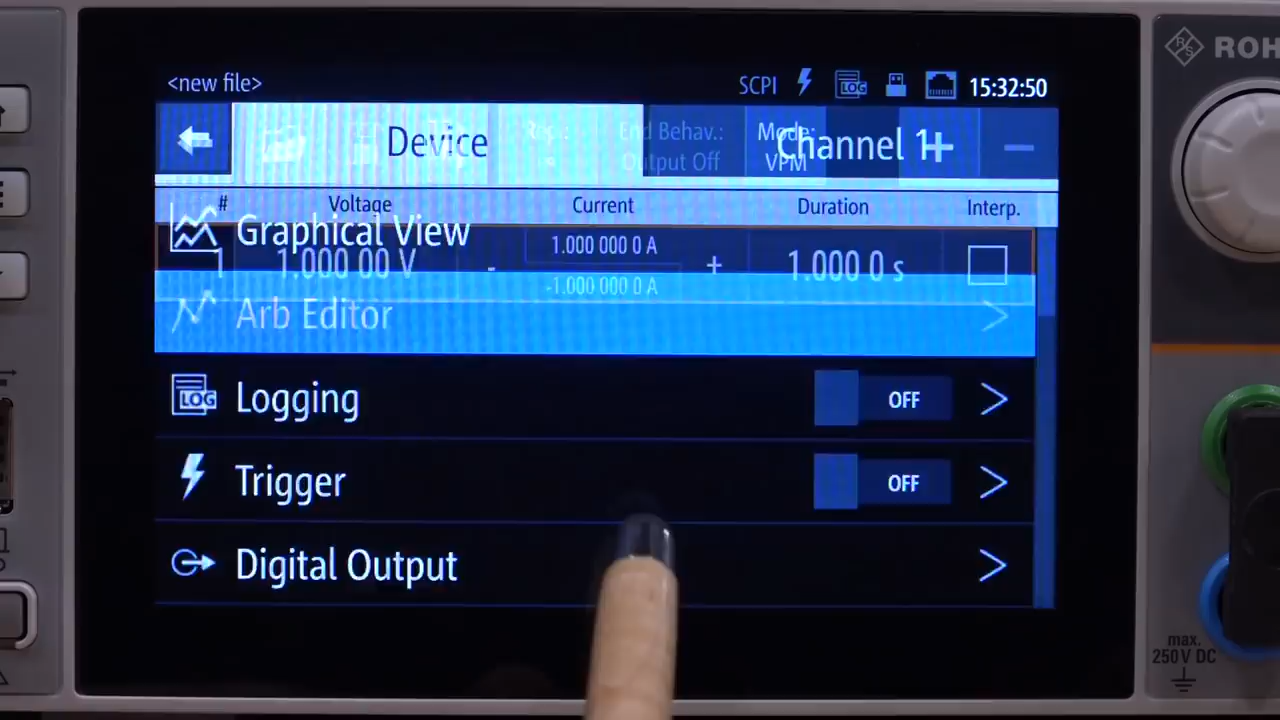 <new file>
SCPI
LOG
15:32:50
R&S
ROH
Device
Rep.:
End Behav.:
Output Off
Mode:
VPM
Channel 1
+
-
#
Voltage
Current
Duration
Interp.
Graphical View
1
1.000 00 V
-
1.000 000 0 A
-1.000 000 0 A
+
1.000 0 s
Arb Editor
>
LOG
Logging
OFF
>
Trigger
OFF
>
Digital Output
>
max.
250V DC